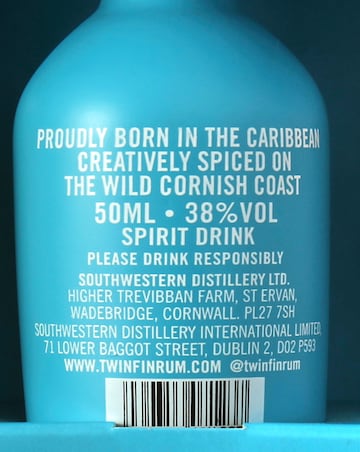 PROUDLY BORN IN THE CARIBBEAN
CREATIVELY SPICED ON
THE WILD CORNISH COAST
50ML • 38%VOL
SPIRIT DRINK
PLEASE DRINK RESPONSIBLY
SOUTHWESTERN DISTILLERY LTD.
HIGHER TREVIBBAN FARM, ST ERVAN,
WADEBRIDGE, CORNWALL. PL27 7SH
SOUTHWESTERN DISTILLERY INTERNATIONAL LIMITED,
71 LOWER BAGGOT STREET, DUBLIN 2, D02 P593
WWW.TWINFINRUM.COM @twinfinrum